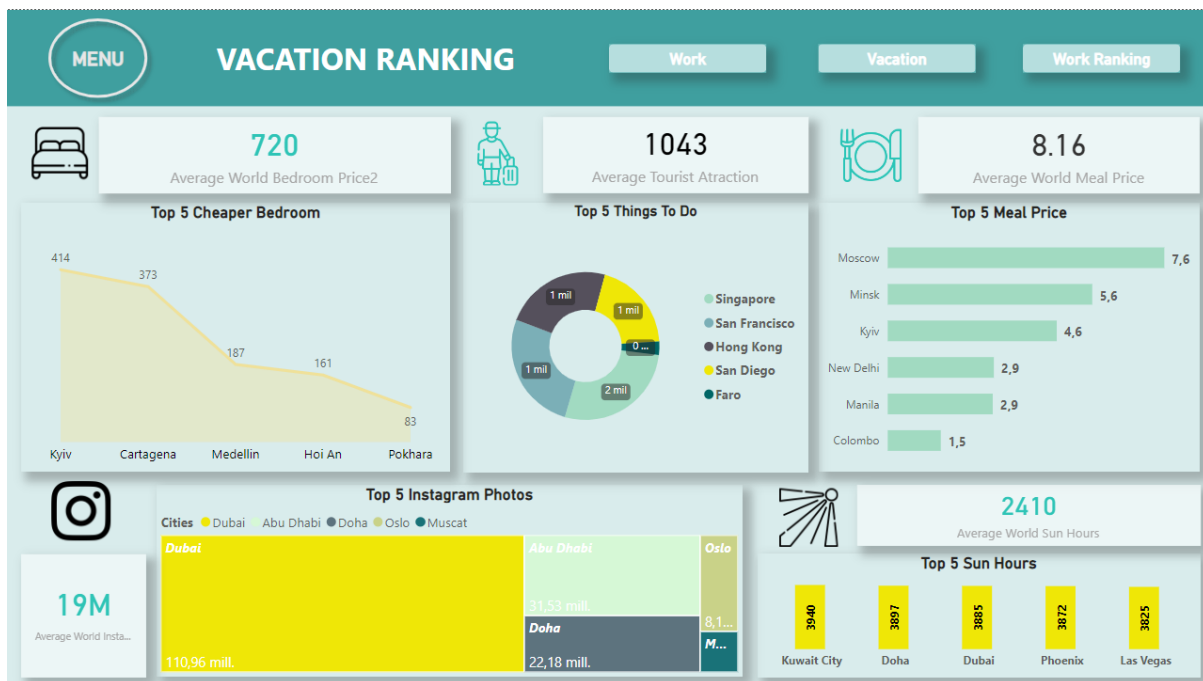 MENU
VACATION RANKING
Work
Vacation
Work Ranking
720
Average World Bedroom Price2
1043
Average Tourist Atraction
8.16
Average World Meal Price
Top 5 Cheaper Bedroom
414
373
187
161
83
Kyiv
Cartagena
Medellin
Hoi An
Pokhara
Top 5 Things To Do
1 mil
1 mil
0 ...
1 mil
2 mil
Singapore
San Francisco
Hong Kong
San Diego
Faro
Top 5 Meal Price
Moscow 7,6
Minsk 5,6
Kyiv 4,6
New Delhi 2,9
Manila 2,9
Colombo 1,5
19M
Average World Insta...
Top 5 Instagram Photos
Cities Dubai Abu Dhabi Doha Oslo Muscat
Dubai
110,96 mill.
Abu Dhabi
31,53 mill.
Doha
22,18 mill.
Oslo
8,1...
M...
2410
Average World Sun Hours
Top 5 Sun Hours
3940
3897
3885
3872
3825
Kuwait City
Doha
Dubai
Phoenix
Las Vegas